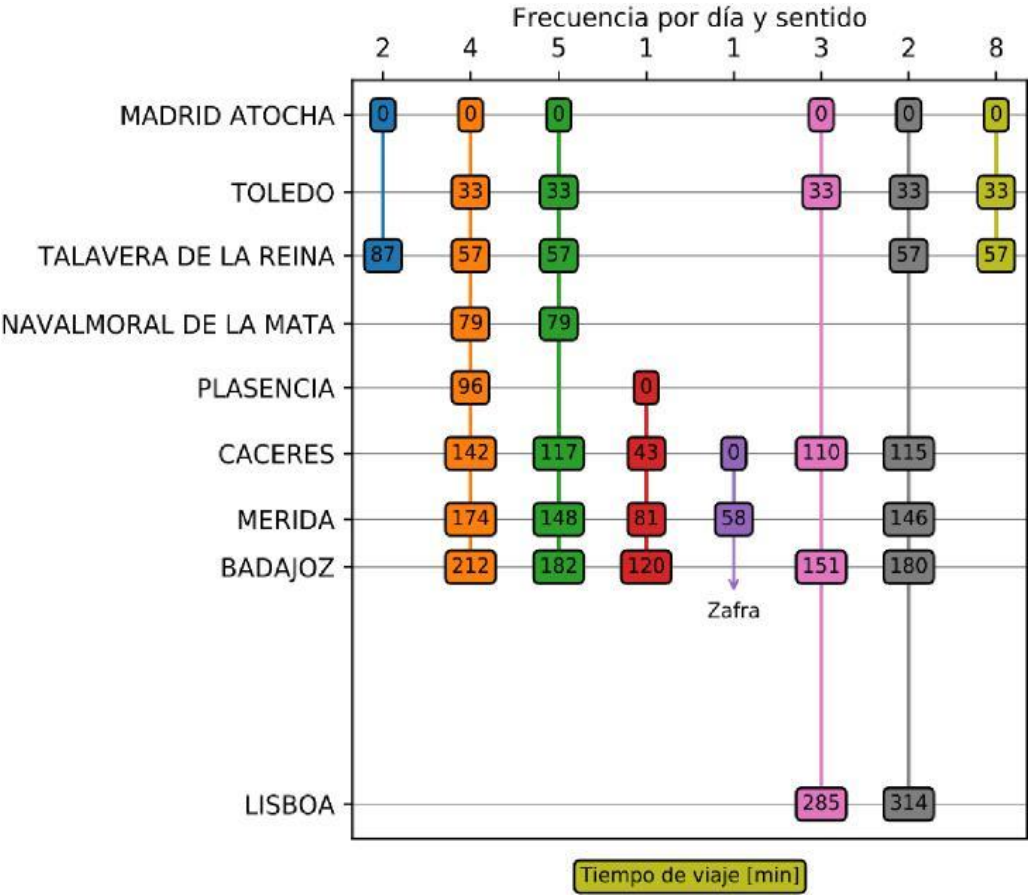 Frecuencia por día y sentido
2 4 5 1 1 3 2 8
MADRID ATOCHA 0 0 0 0 0 0
TOLEDO 33 33 33 33 33
TALAVERA DE LA REINA 87 57 57 57 57
NAVALMORAL DE LA MATA 79 79
PLASENCIA 96 0
CACERES 142 117 43 0 110 115
MERIDA 174 148 81 58 146
BADAJOZ 212 182 120 151 180
Zafra
LISBOA 285 314
Tiempo de viaje [min]